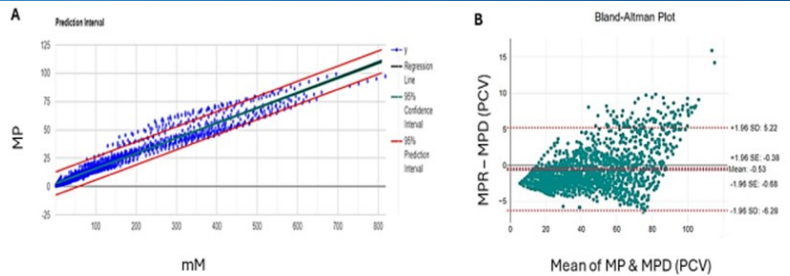 A
Prediction Interval
125
100
75
50
25
0
-25
100
200
300
400
500
600
700
800
MP
mM
y
Regression
Line
95%
Confidence
Interval
95%
Prediction
Interval
B
Bland-Altman Plot
15
10
5
0
-5
0
20
40
60
80
100
+1.96 SD: 5.22
+1.96 SE: -0.38
Mean: -0.53
-1.96 SE: -0.68
-1.96 SD: -6.28
MPR – MPD (PCV)
Mean of MP & MPD (PCV)